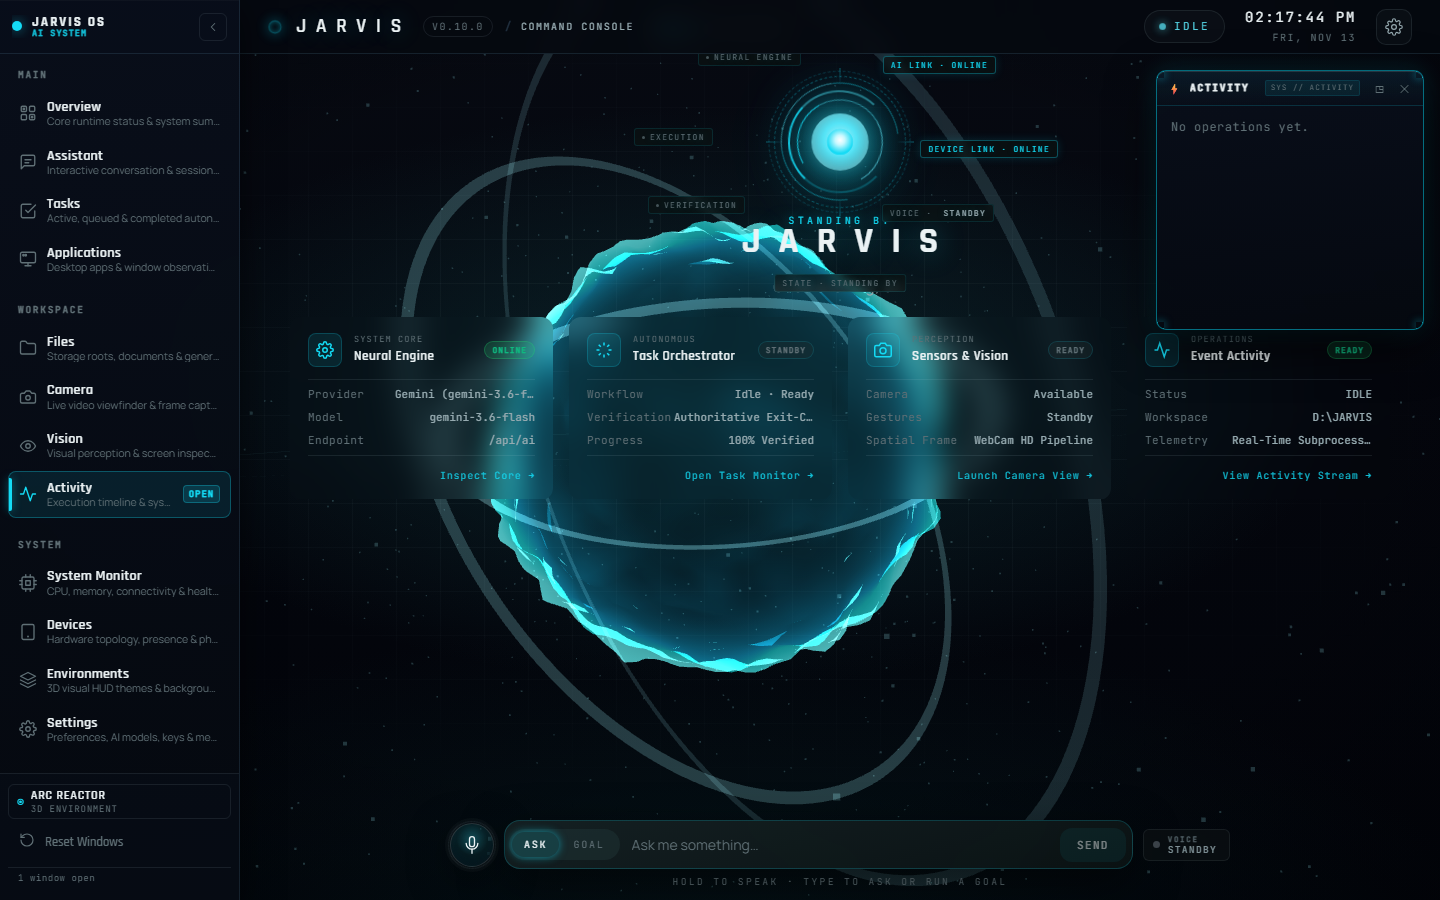 JARVIS OS
AI SYSTEM
MAIN
Overview
Core runtime status & system sum...
Assistant
Interactive conversation & session...
Tasks
Active, queued & completed auton...
Applications
Desktop apps & window observati...
WORKSPACE
Files
Storage roots, documents & gener...
Camera
Live video viewfinder & frame capt...
Vision
Visual perception & screen inspec...
Activity
Execution timeline & sys...
OPEN
SYSTEM
System Monitor
CPU, memory, connectivity & healt...
Devices
Hardware topology, presence & ph...
Environments
3D visual HUD themes & backgrou...
Settings
Preferences, AI models, keys & me...
ARC REACTOR
3D ENVIRONMENT
Reset Windows
1 window open
JARVIS
V0.10.0
/ COMMAND CONSOLE
IDLE
02:17:44 PM
FRI, NOV 13
NEURAL ENGINE
AI LINK · ONLINE
EXECUTION
DEVICE LINK · ONLINE
VERIFICATION
VOICE · STANDBY
STANDING B
JARVIS
STATE · STANDING BY
ACTIVITY
SYS // ACTIVITY
No operations yet.
SYSTEM CORE
Neural Engine
ONLINE
Provider Gemini (gemini-3.6-f…
Model gemini-3.6-flash
Endpoint /api/ai
Inspect Core →
AUTONOMOUS
Task Orchestrator
STANDBY
Workflow Idle · Ready
Verification Authoritative Exit-C…
Progress 100% Verified
Open Task Monitor →
PERCEPTION
Sensors & Vision
READY
Camera Available
Gestures Standby
Spatial Frame WebCam HD Pipeline
Launch Camera View →
OPERATIONS
Event Activity
READY
Status IDLE
Workspace D:\JARVIS
Telemetry Real-Time Subprocess…
View Activity Stream →
ASK
GOAL
Ask me something...
SEND
VOICE
STANDBY
HOLD TO SPEAK · TYPE TO ASK OR RUN A GOAL